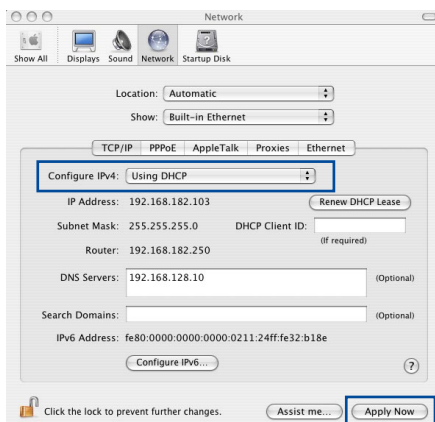 Network
Show All Displays Sound Network Startup Disk
Location: Automatic
Show: Built-in Ethernet
TCP/IP PPPoE AppleTalk Proxies Ethernet
Configure IPv4: Using DHCP
IP Address: 192.168.182.103 Renew DHCP Lease
Subnet Mask: 255.255.255.0 DHCP Client ID:
(If required)
Router: 192.168.182.250
DNS Servers: 192.168.128.10 (Optional)
Search Domains: (Optional)
IPv6 Address: fe80:0000:0000:0000:0211:24ff:fe32:b18e
Configure IPv6... ?
Click the lock to prevent further changes. Assist me... Apply Now